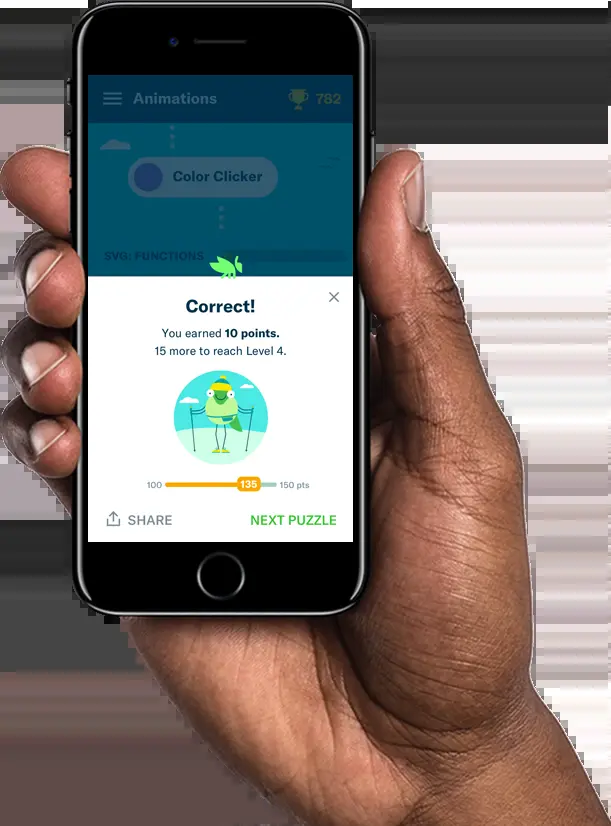 Animations
782
Color Clicker
SVG: FUNCTIONS
Correct!
You earned 10 points.
15 more to reach Level 4.
100 135 150 pts
SHARE NEXT PUZZLE